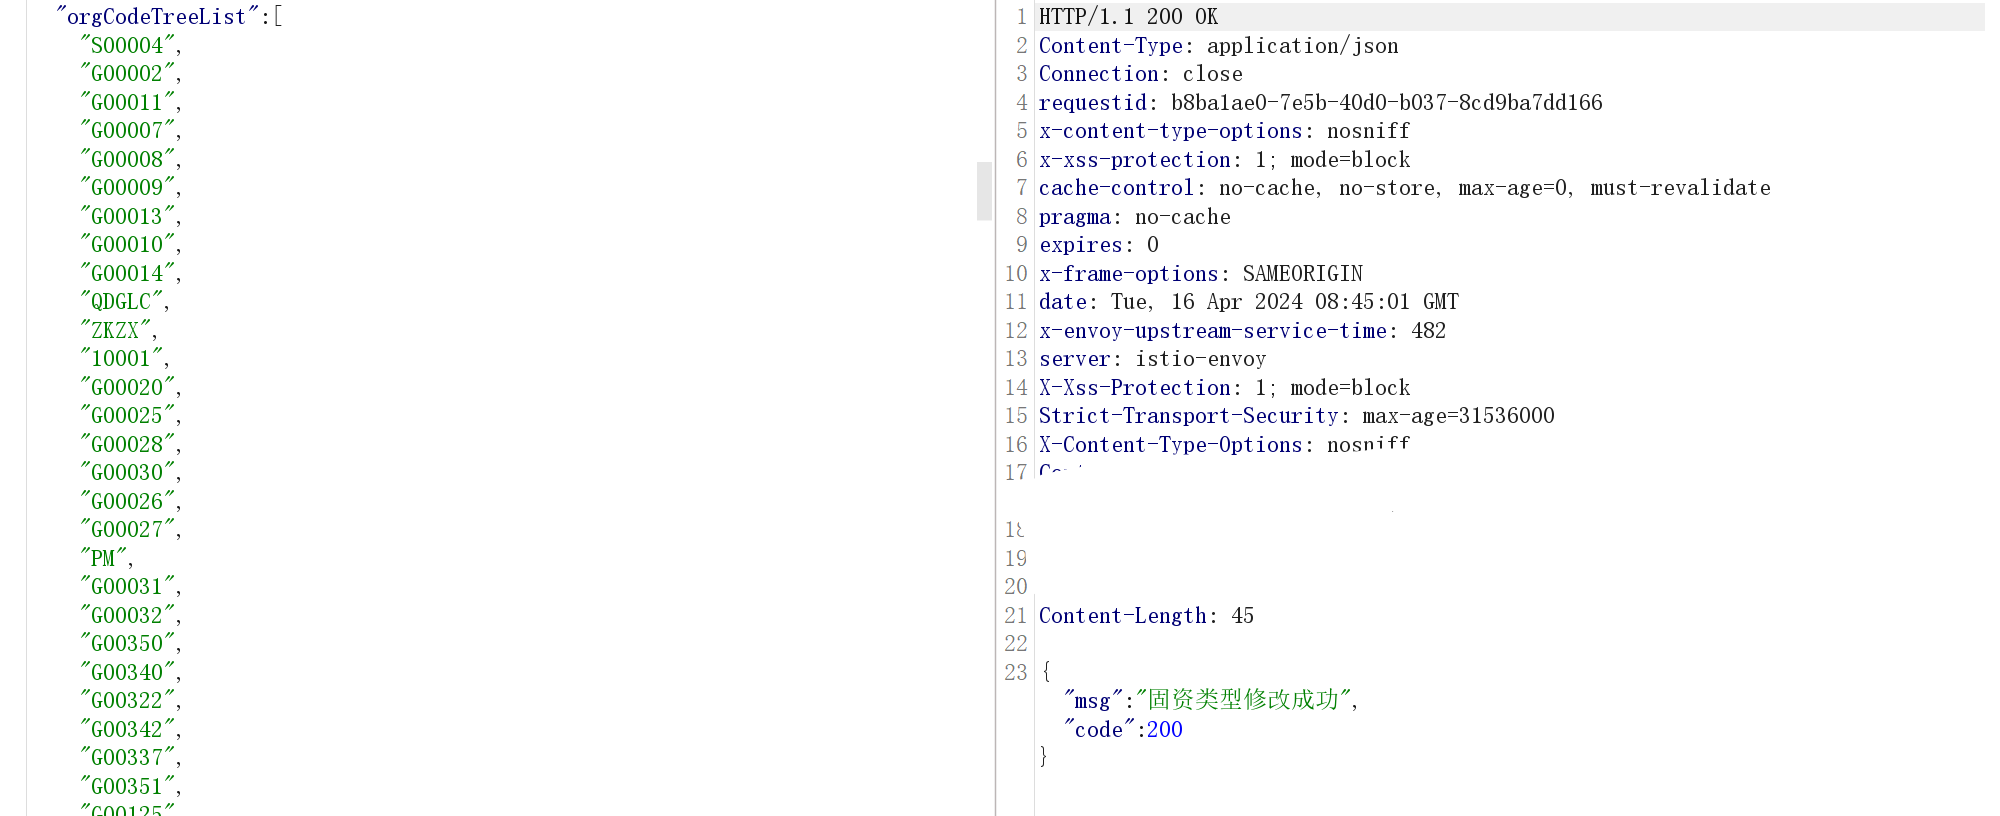 "orgCodeTreeList":[
"S00004",
"G00002",
"G00011",
"G00007",
"G00008",
"G00009",
"G00013",
"G00010",
"G00014",
"QDGLC",
"ZKZX",
"10001",
"G00020",
"G00025",
"G00028",
"G00030",
"G00026",
"G00027",
"PM",
"G00031",
"G00032",
"G00350",
"G00340",
"G00322",
"G00342",
"G00337",
"G00351",
"G00125"
1 HTTP/1.1 200 OK
2 Content-Type: application/json
3 Connection: close
4 requestid: b8ba1ae0-7e5b-40d0-b037-8cd9ba7dd166
5 x-content-type-options: nosniff
6 x-xss-protection: 1; mode=block
7 cache-control: no-cache, no-store, max-age=0, must-revalidate
8 pragma: no-cache
9 expires: 0
10 x-frame-options: SAMEORIGIN
11 date: Tue, 16 Apr 2024 08:45:01 GMT
12 x-envoy-upstream-service-time: 482
13 server: istio-envoy
14 X-Xss-Protection: 1; mode=block
15 Strict-Transport-Security: max-age=31536000
16 X-Content-Type-Options: nosniff
17
18
19
20
21 Content-Length: 45
22
23 {
"msg":"固资类型修改成功",
"code":200
}